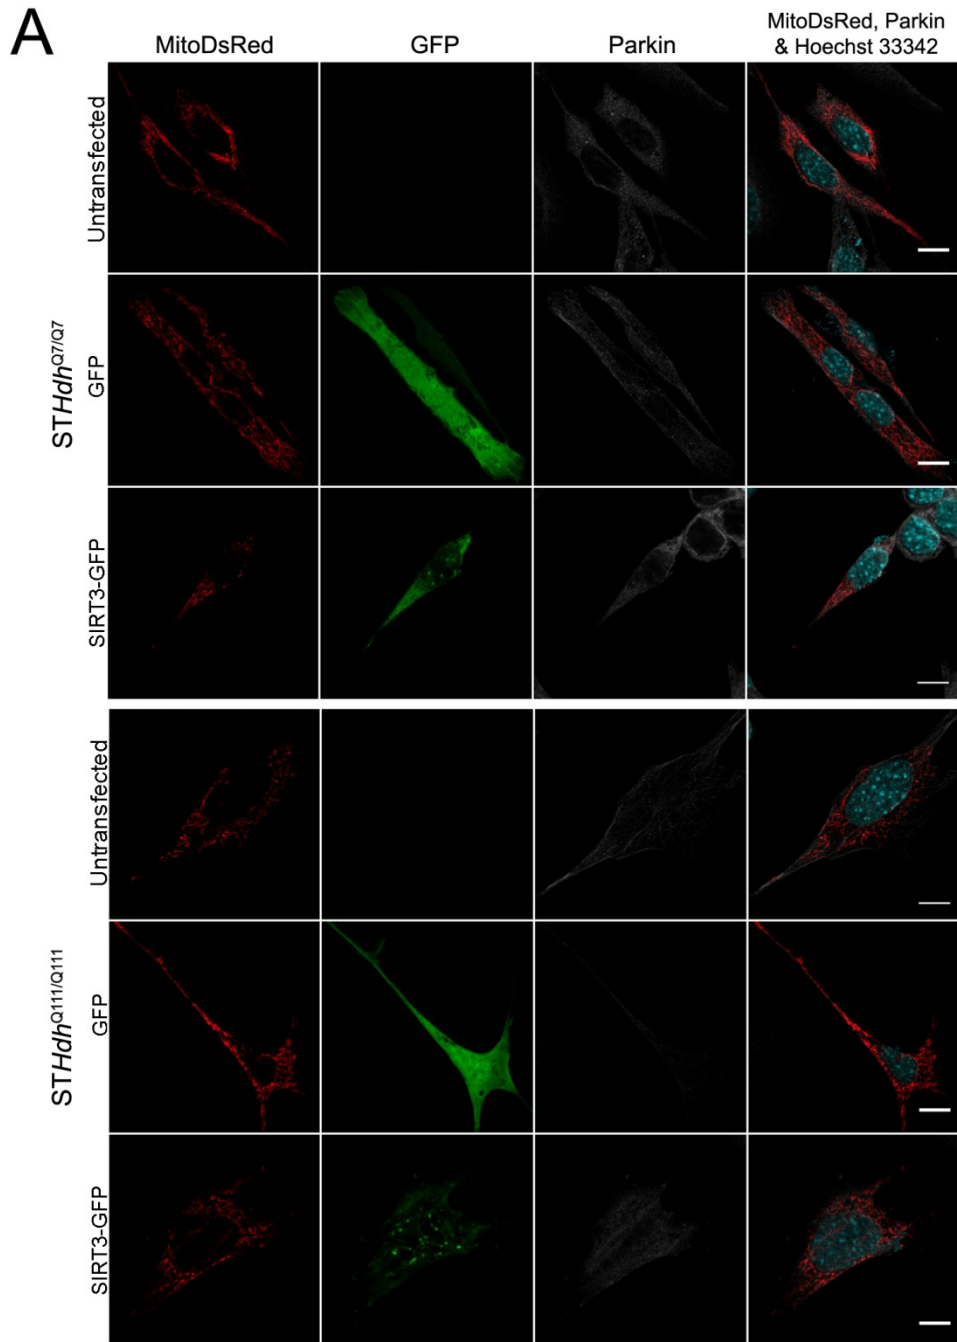 A
MitoDsRed
GFP
Parkin
MitoDsRed, Parkin
& Hoechst 33342
STHdhQ7/Q7
Untransfected
GFP
SIRT3-GFP
STHdhQ111/Q111
Untransfected
GFP
SIRT3-GFP